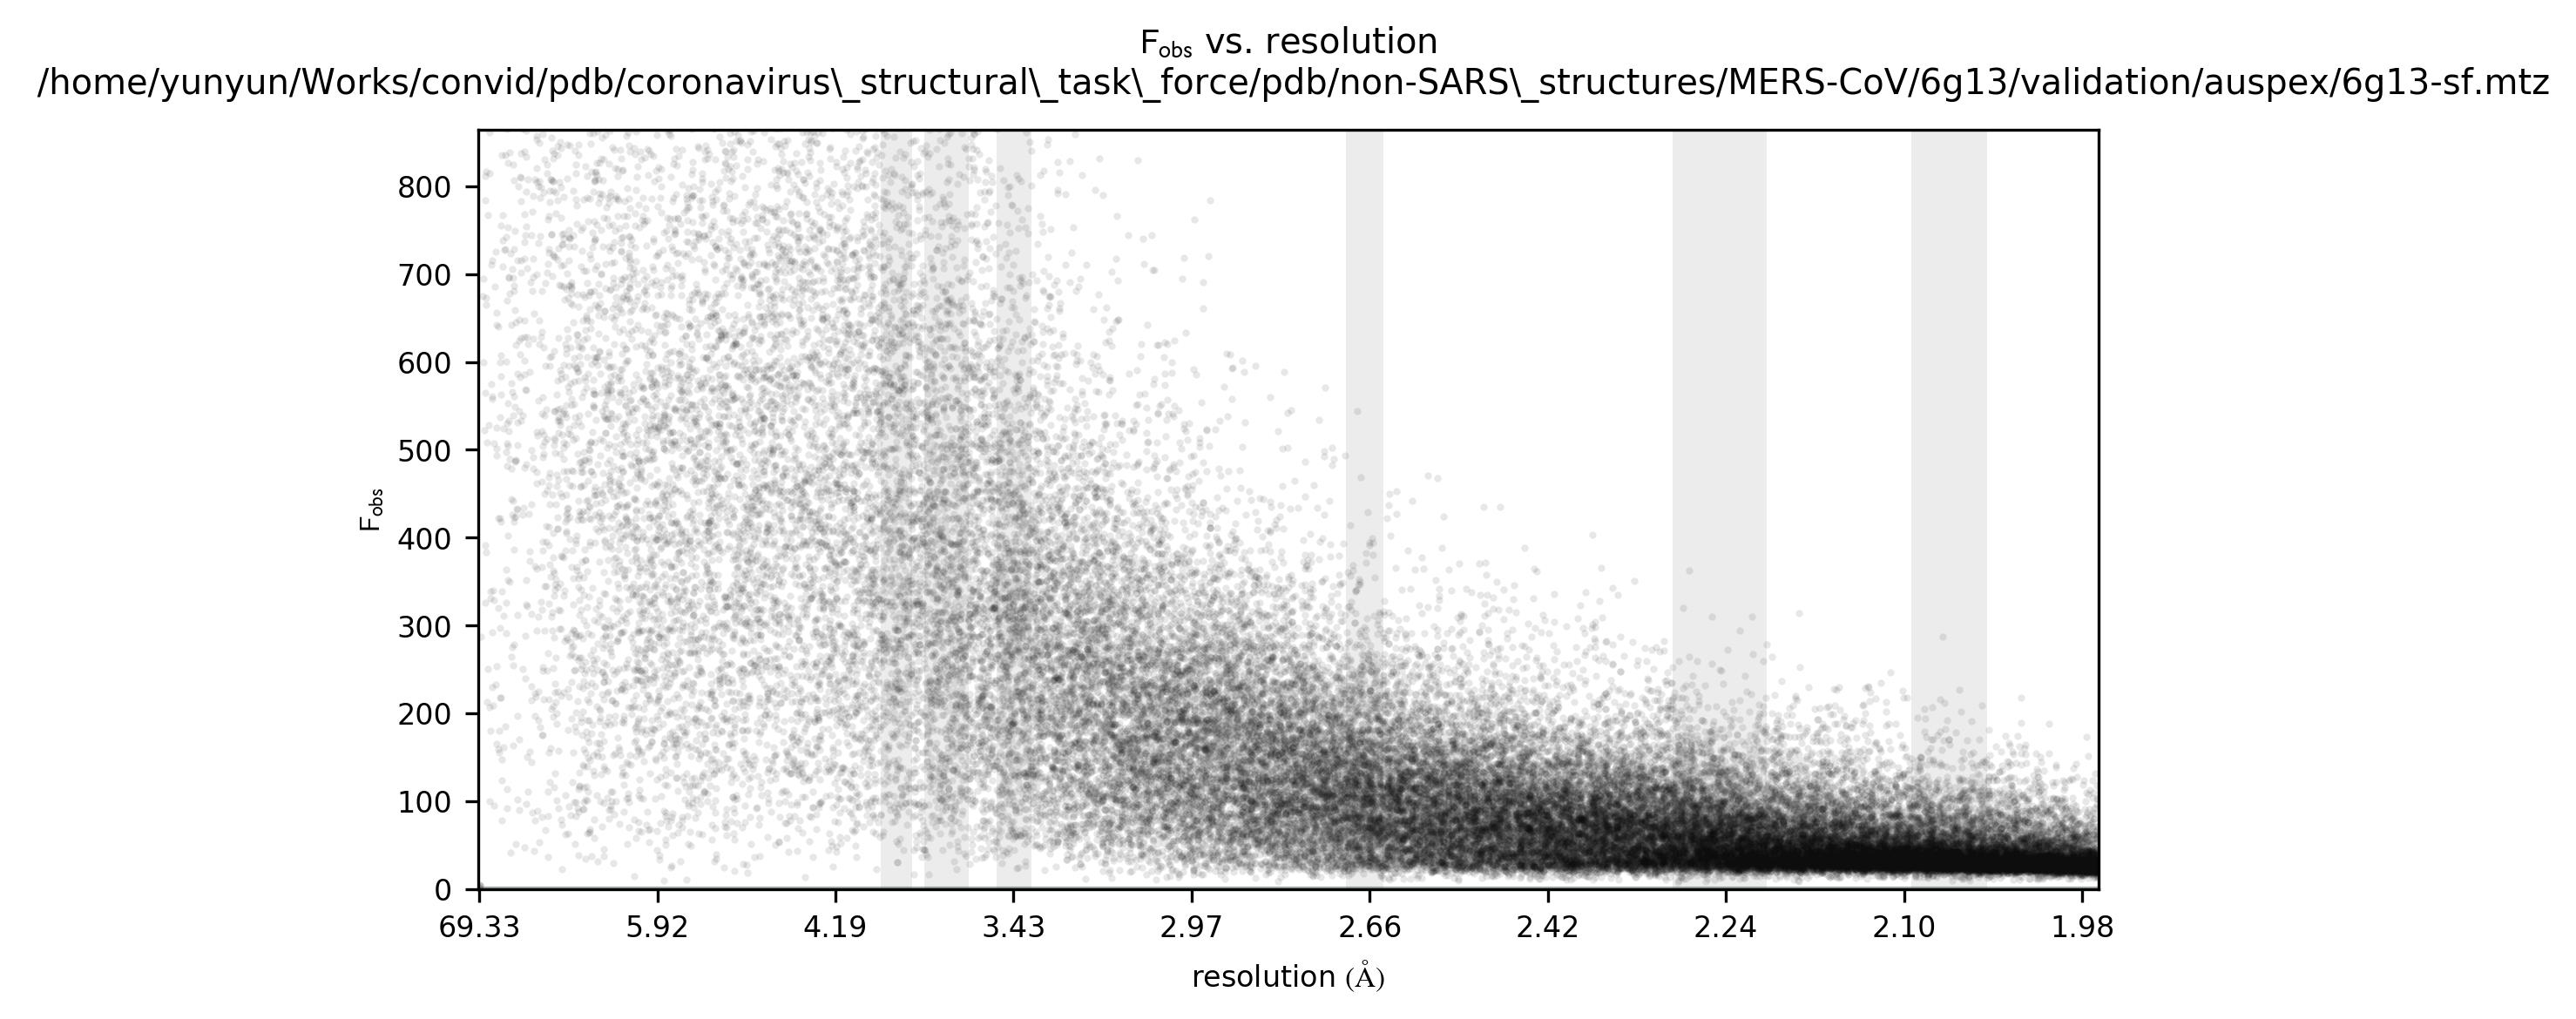 F_obs vs. resolution
/home/yunyun/Works/convid/pdb/coronavirus\_structural\_task\_force/pdb/non-SARS\_structures/MERS-CoV/6g13/validation/auspex/6g13-sf.mtz
800
700
600
500
400
300
200
100
0
F_obs
69.33 5.92 4.19 3.43 2.97 2.66 2.42 2.24 2.10 1.98
resolution (Å)